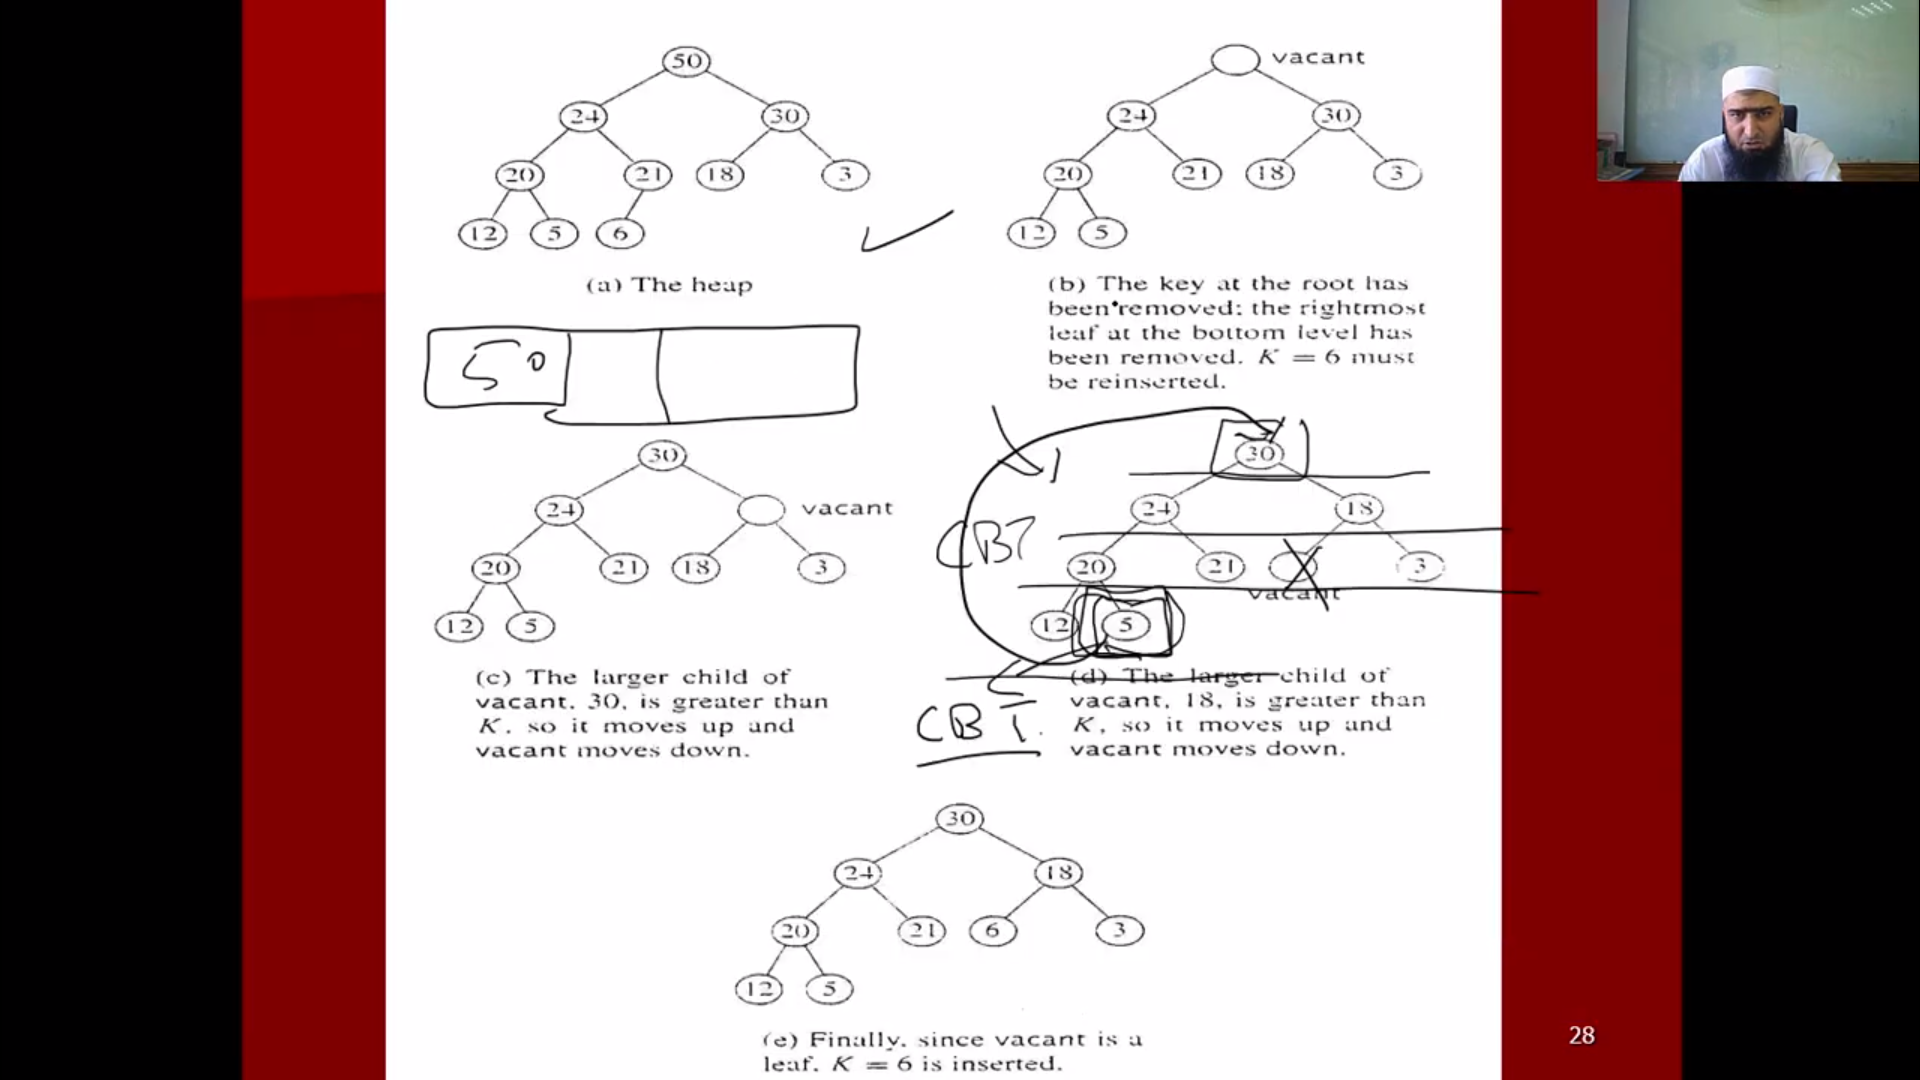 50
24 30
20 21 18 3
12 5 6
(a) The heap
vacant
24 30
20 21 18 3
12 5
(b) The key at the root has
been removed; the rightmost
leaf at the bottom level has
been removed. K = 6 must
be reinserted.
50
30
24 vacant
20 21 18 3
12 5
(c) The larger child of
vacant, 30, is greater than
K, so it moves up and
vacant moves down.
30
24 18
CBT
20 21 3
vacant
12 5
(d) The larger child of
vacant, 18, is greater than
K, so it moves up and
vacant moves down.
CBT.
30
24 18
20 21 6 3
12 5
(e) Finally, since vacant is a
leaf, K = 6 is inserted.
28